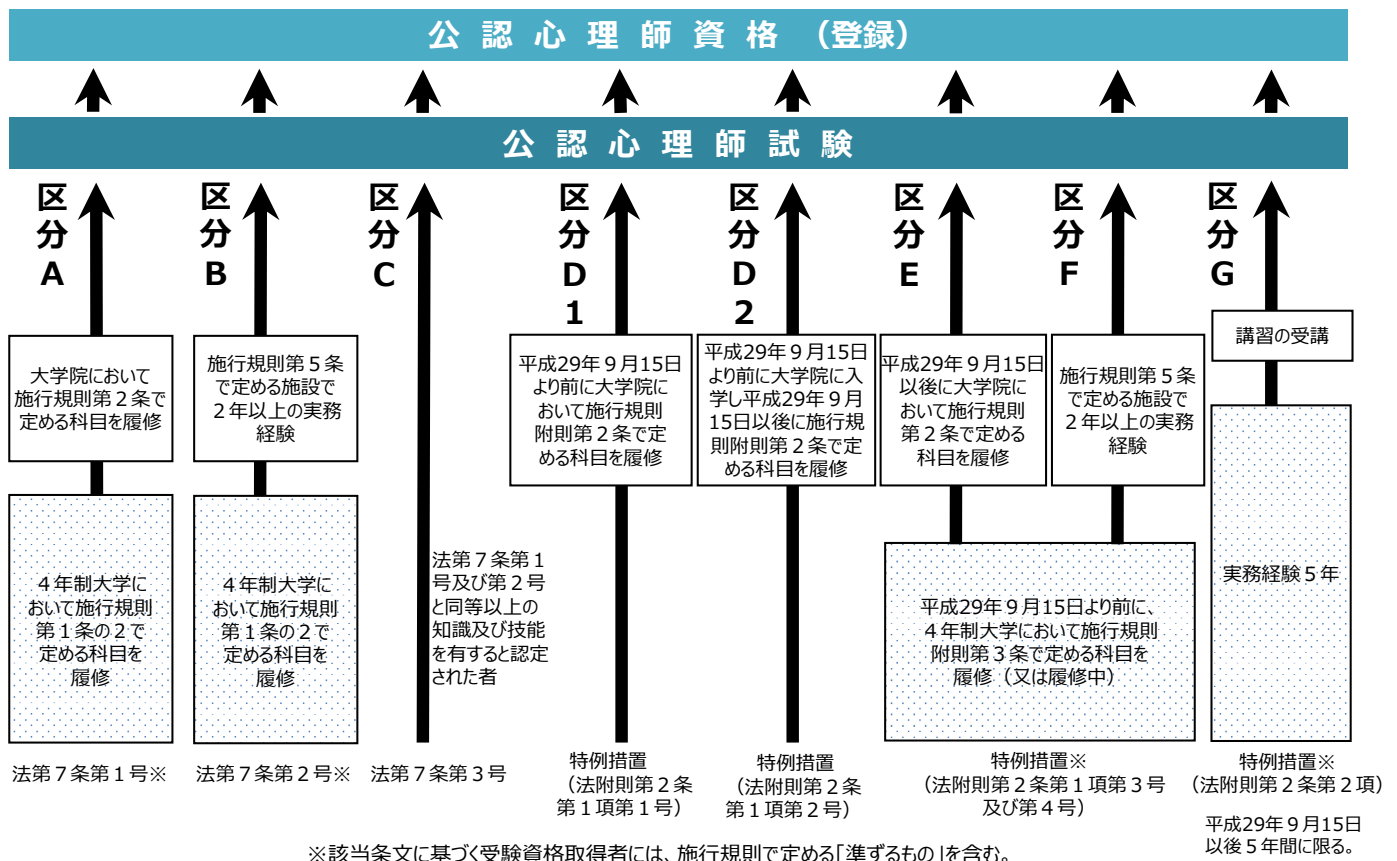 公認心理師資格（登録）
公認心理師試験
区分A
区分B
区分C
区分D1
区分D2
区分E
区分F
区分G
大学院において
施行規則第２条で
定める科目を履修
４年制大学に
おいて施行規則
第１条の２で
定める科目を
履修
法第７条第１号※
施行規則第５条
で定める施設で
２年以上の実務
経験
４年制大学に
おいて施行規則
第１条の２で
定める科目を
履修
法第７条第２号※
法第７条第１
号及び第２号
と同等以上の
知識及び技能
を有すると認定
された者
法第７条第３号
平成29年９月15日
より前に大学院に
おいて施行規則
附則第２条で定
める科目を履修
特例措置
（法附則第２条
第１項第１号）
平成29年９月15日
より前に大学院に入
学し平成29年９月
15日以後に施行規
則附則第２条で定
める科目を履修
特例措置
（法附則第２条
第１項第２号）
平成29年９月15日
以後に大学院に
おいて施行規則
第２条で定める
科目を履修
施行規則第５条
で定める施設で
２年以上の実務
経験
平成29年９月15日より前に、
４年制大学において施行規則
附則第３条で定める科目を
履修（又は履修中）
特例措置※
（法附則第２条第１項第３号
及び第４号）
講習の受講
実務経験５年
特例措置※
（法附則第２条第２項）
平成29年９月15日
以後５年間に限る。
※該当条文に基づく受験資格取得者には、施行規則で定める「準ずるもの」を含む。